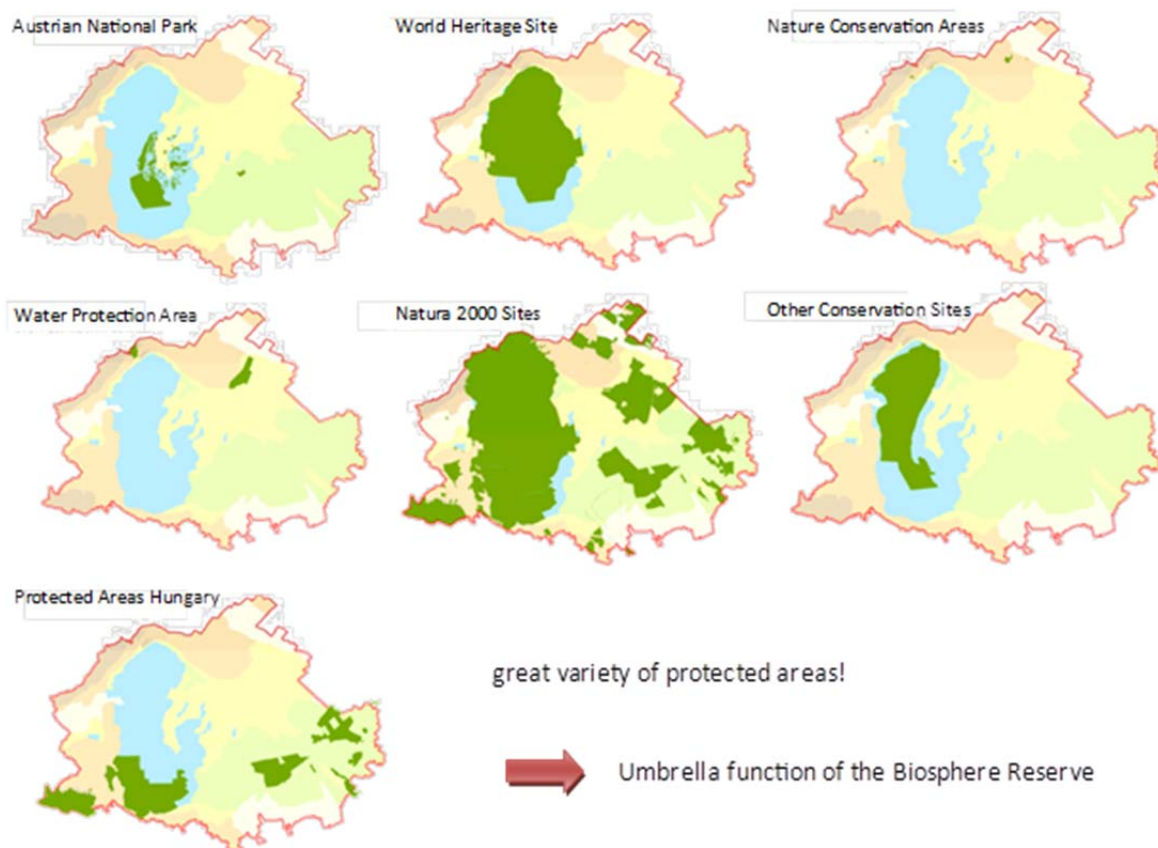 Austrian National Park
World Heritage Site
Nature Conservation Areas
Water Protection Area
Natura 2000 Sites
Other Conservation Sites
Protected Areas Hungary
great variety of protected areas!
Umbrella function of the Biosphere Reserve